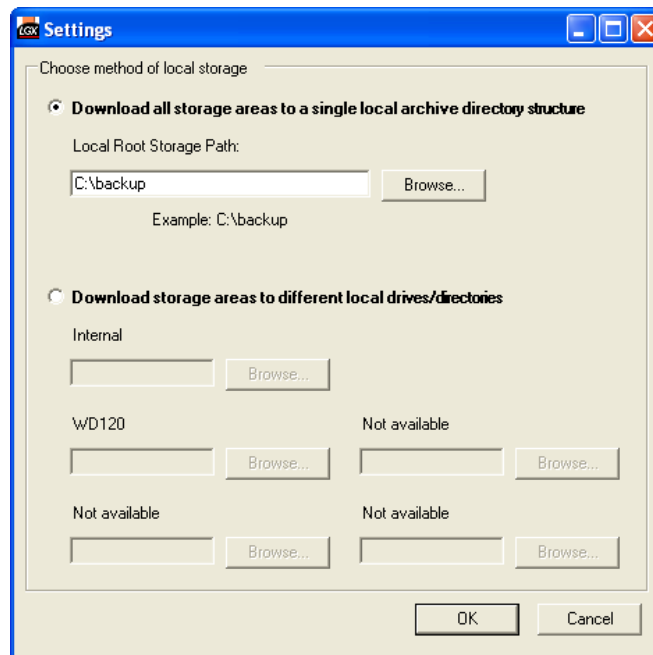 LGX Settings
Choose method of local storage
Download all storage areas to a single local archive directory structure
Local Root Storage Path:
C:\backup Browse...
Example: C:\backup
Download storage areas to different local drives/directories
Internal
Browse...
WD120 Not available
Browse... Browse...
Not available Not available
Browse... Browse...
OK Cancel